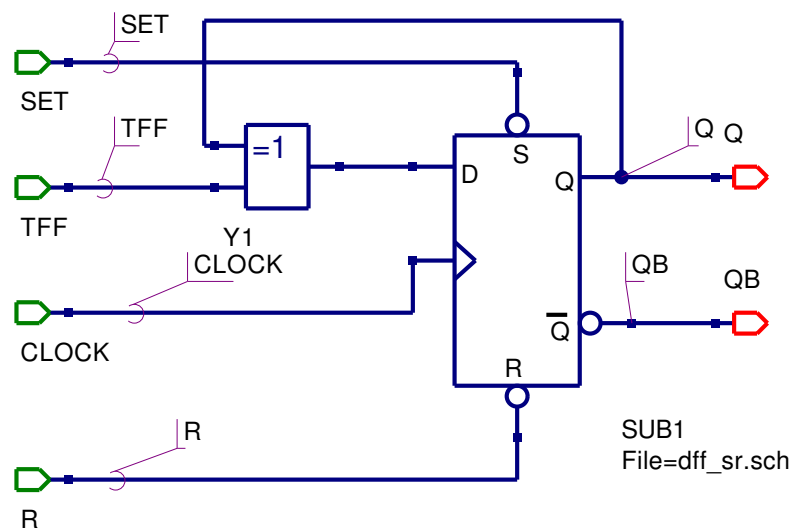 SET
SET
TFF
TFF
=1
Y1
CLOCK
CLOCK
R
R
D
S
Q
Q
R
Q Q
QB
QB
SUB1
File=dff_sr.sch